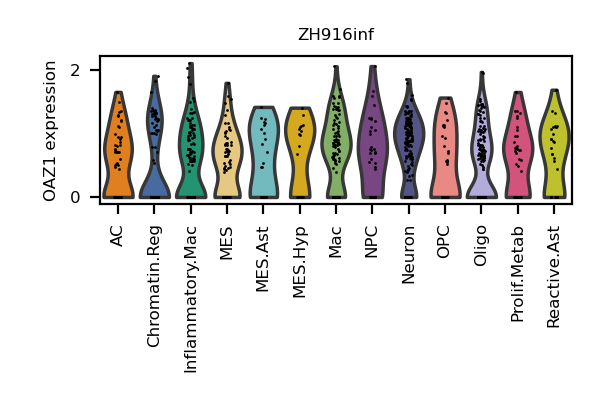 ZH916inf
OAZ1 expression
2
0
AC
Chromatin.Reg
Inflammatory.Mac
MES
MES.Ast
MES.Hyp
Mac
NPC
Neuron
OPC
Oligo
Prolif.Metab
Reactive.Ast